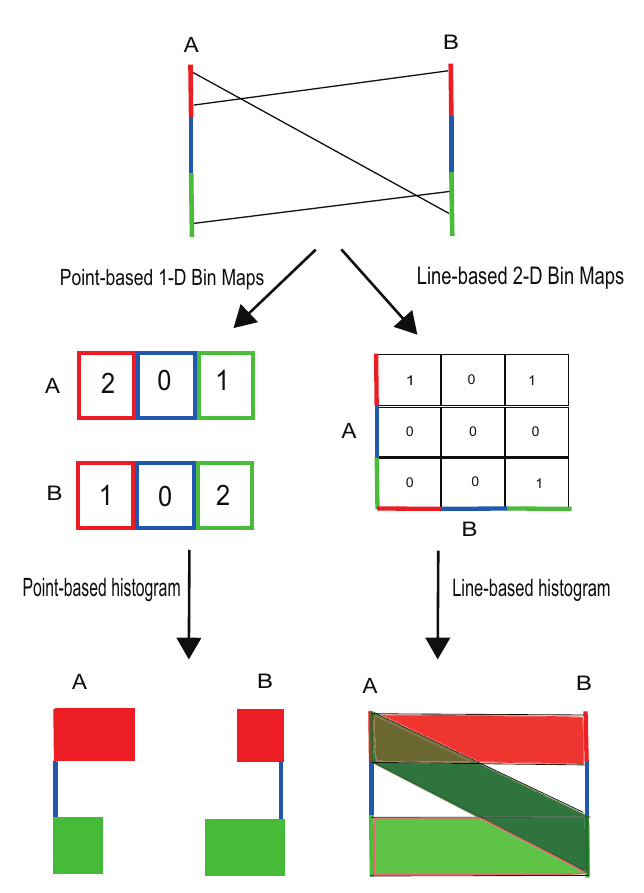 A B
Point-based 1-D Bin Maps
Line-based 2-D Bin Maps
A 2 0 1
B 1 0 2
1 0 1
A 0 0 0
0 0 1
B
Point-based histogram
Line-based histogram
A B
A B